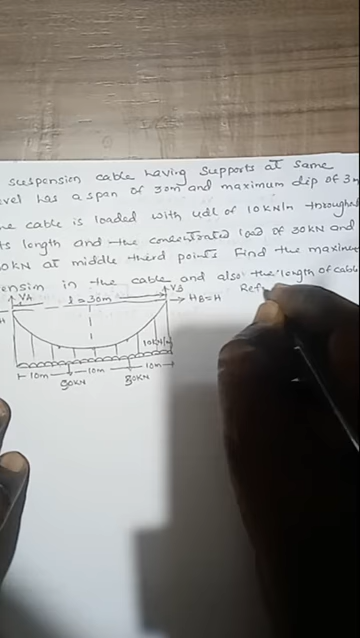 suspension cable having supports at same
level has a span of 30m and maximum dip of 3m
cable is loaded with udl of 10kN/m throughout
its length and the concentrated load of 30kN and
at middle third points Find the maximum
in the cable and also the length of cable
VA l = 30m VB Ref
HB=H
10kN/m
10m 10m 10m
30kN